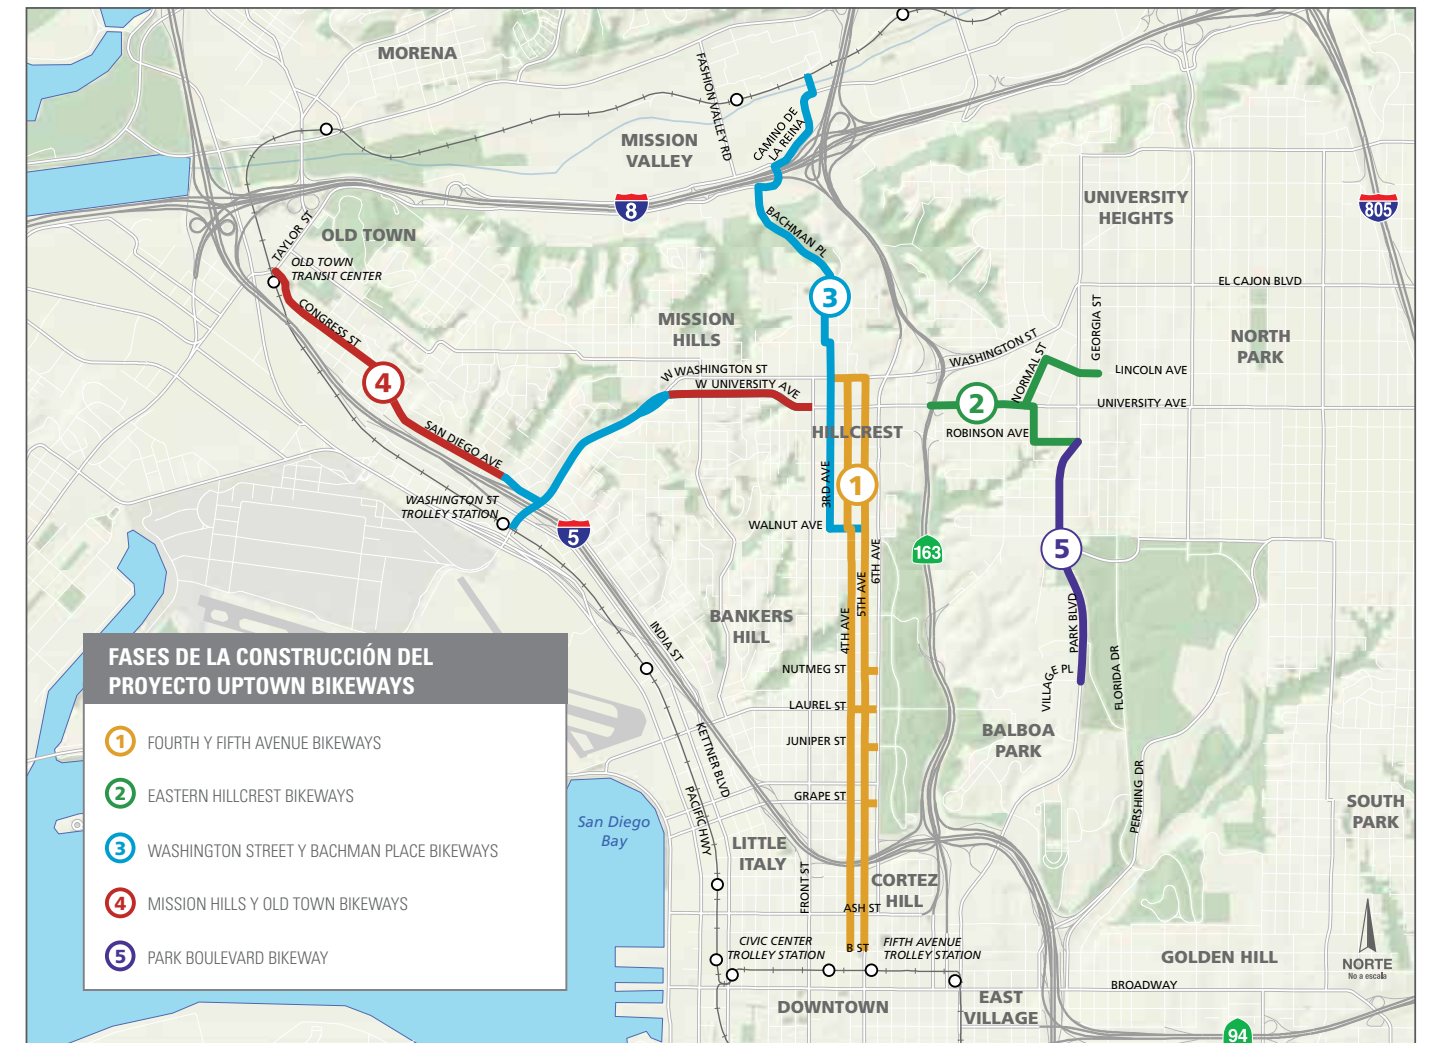 MORENA
FASHION VALLEY RD
MISSION
VALLEY
CAMINO DE
LA REINA
8
UNIVERSITY
HEIGHTS
805
TAYLOR ST
OLD TOWN
OLD TOWN
TRANSIT CENTER
BACHMAN PL
EL CAJON BLVD
3
CONGRESS ST
MISSION
HILLS
GEORGIA ST
NORTH
PARK
WASHINGTON ST
NORMAL ST
4
W WASHINGTON ST
W UNIVERSITY AVE
LINCOLN AVE
2
UNIVERSITY AVE
SAN DIEGO AVE
HILLCREST
ROBINSON AVE
3RD AVE
1
WASHINGTON ST
TROLLEY STATION
5
WALNUT AVE
6TH AVE
163
5
5TH AVE
4TH AVE
BANKERS
HILL
INDIA ST
PARK BLVD
NUTMEG ST
VILLAGE PL
FLORIDA DR
LAUREL ST
BALBOA
PARK
JUNIPER ST
KETTNER BLVD
PACIFIC HWY
GRAPE ST
PERSHING DR
SOUTH
PARK
San Diego
Bay
LITTLE
ITALY
FRONT ST
CORTEZ
HILL
ASH ST
B ST
CIVIC CENTER
TROLLEY STATION
FIFTH AVENUE
TROLLEY STATION
GOLDEN HILL
NORTE
No a escala
BROADWAY
DOWNTOWN
EAST
VILLAGE
94
FASES DE LA CONSTRUCCIÓN DEL
PROYECTO UPTOWN BIKEWAYS
1 FOURTH Y FIFTH AVENUE BIKEWAYS
2 EASTERN HILLCREST BIKEWAYS
3 WASHINGTON STREET Y BACHMAN PLACE BIKEWAYS
4 MISSION HILLS Y OLD TOWN BIKEWAYS
5 PARK BOULEVARD BIKEWAY